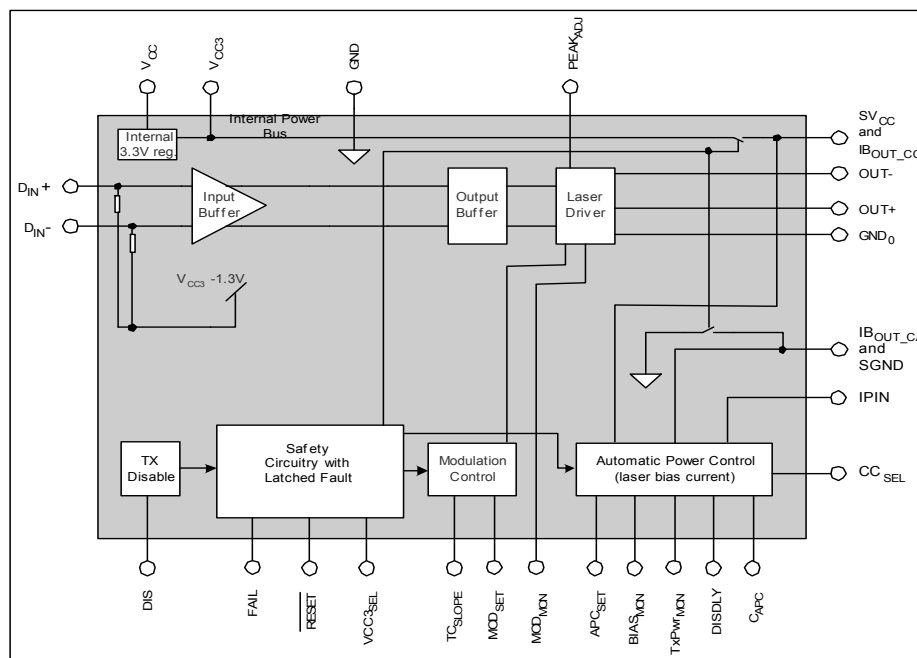 VCC
VCC3
GND
PEAKADJ
Internal Power
Bus
Internal
3.3V reg.
SVCC
and
IBOUT_CC
DIN+
DIN-
Input
Buffer
Output
Buffer
Laser
Driver
OUT-
OUT+
GND0
VCC3 -1.3V
IBOUT_CA
and
SGND
IPIN
TX
Disable
Safety
Circuitry with
Latched Fault
Modulation
Control
Automatic Power Control
(laser bias current)
CCSEL
DIS
FAIL
RESET
VCC3SEL
TCSLOPE
MODSET
MODMON
APCSET
BIASMON
TxPwrMON
DISDLY
CAPC